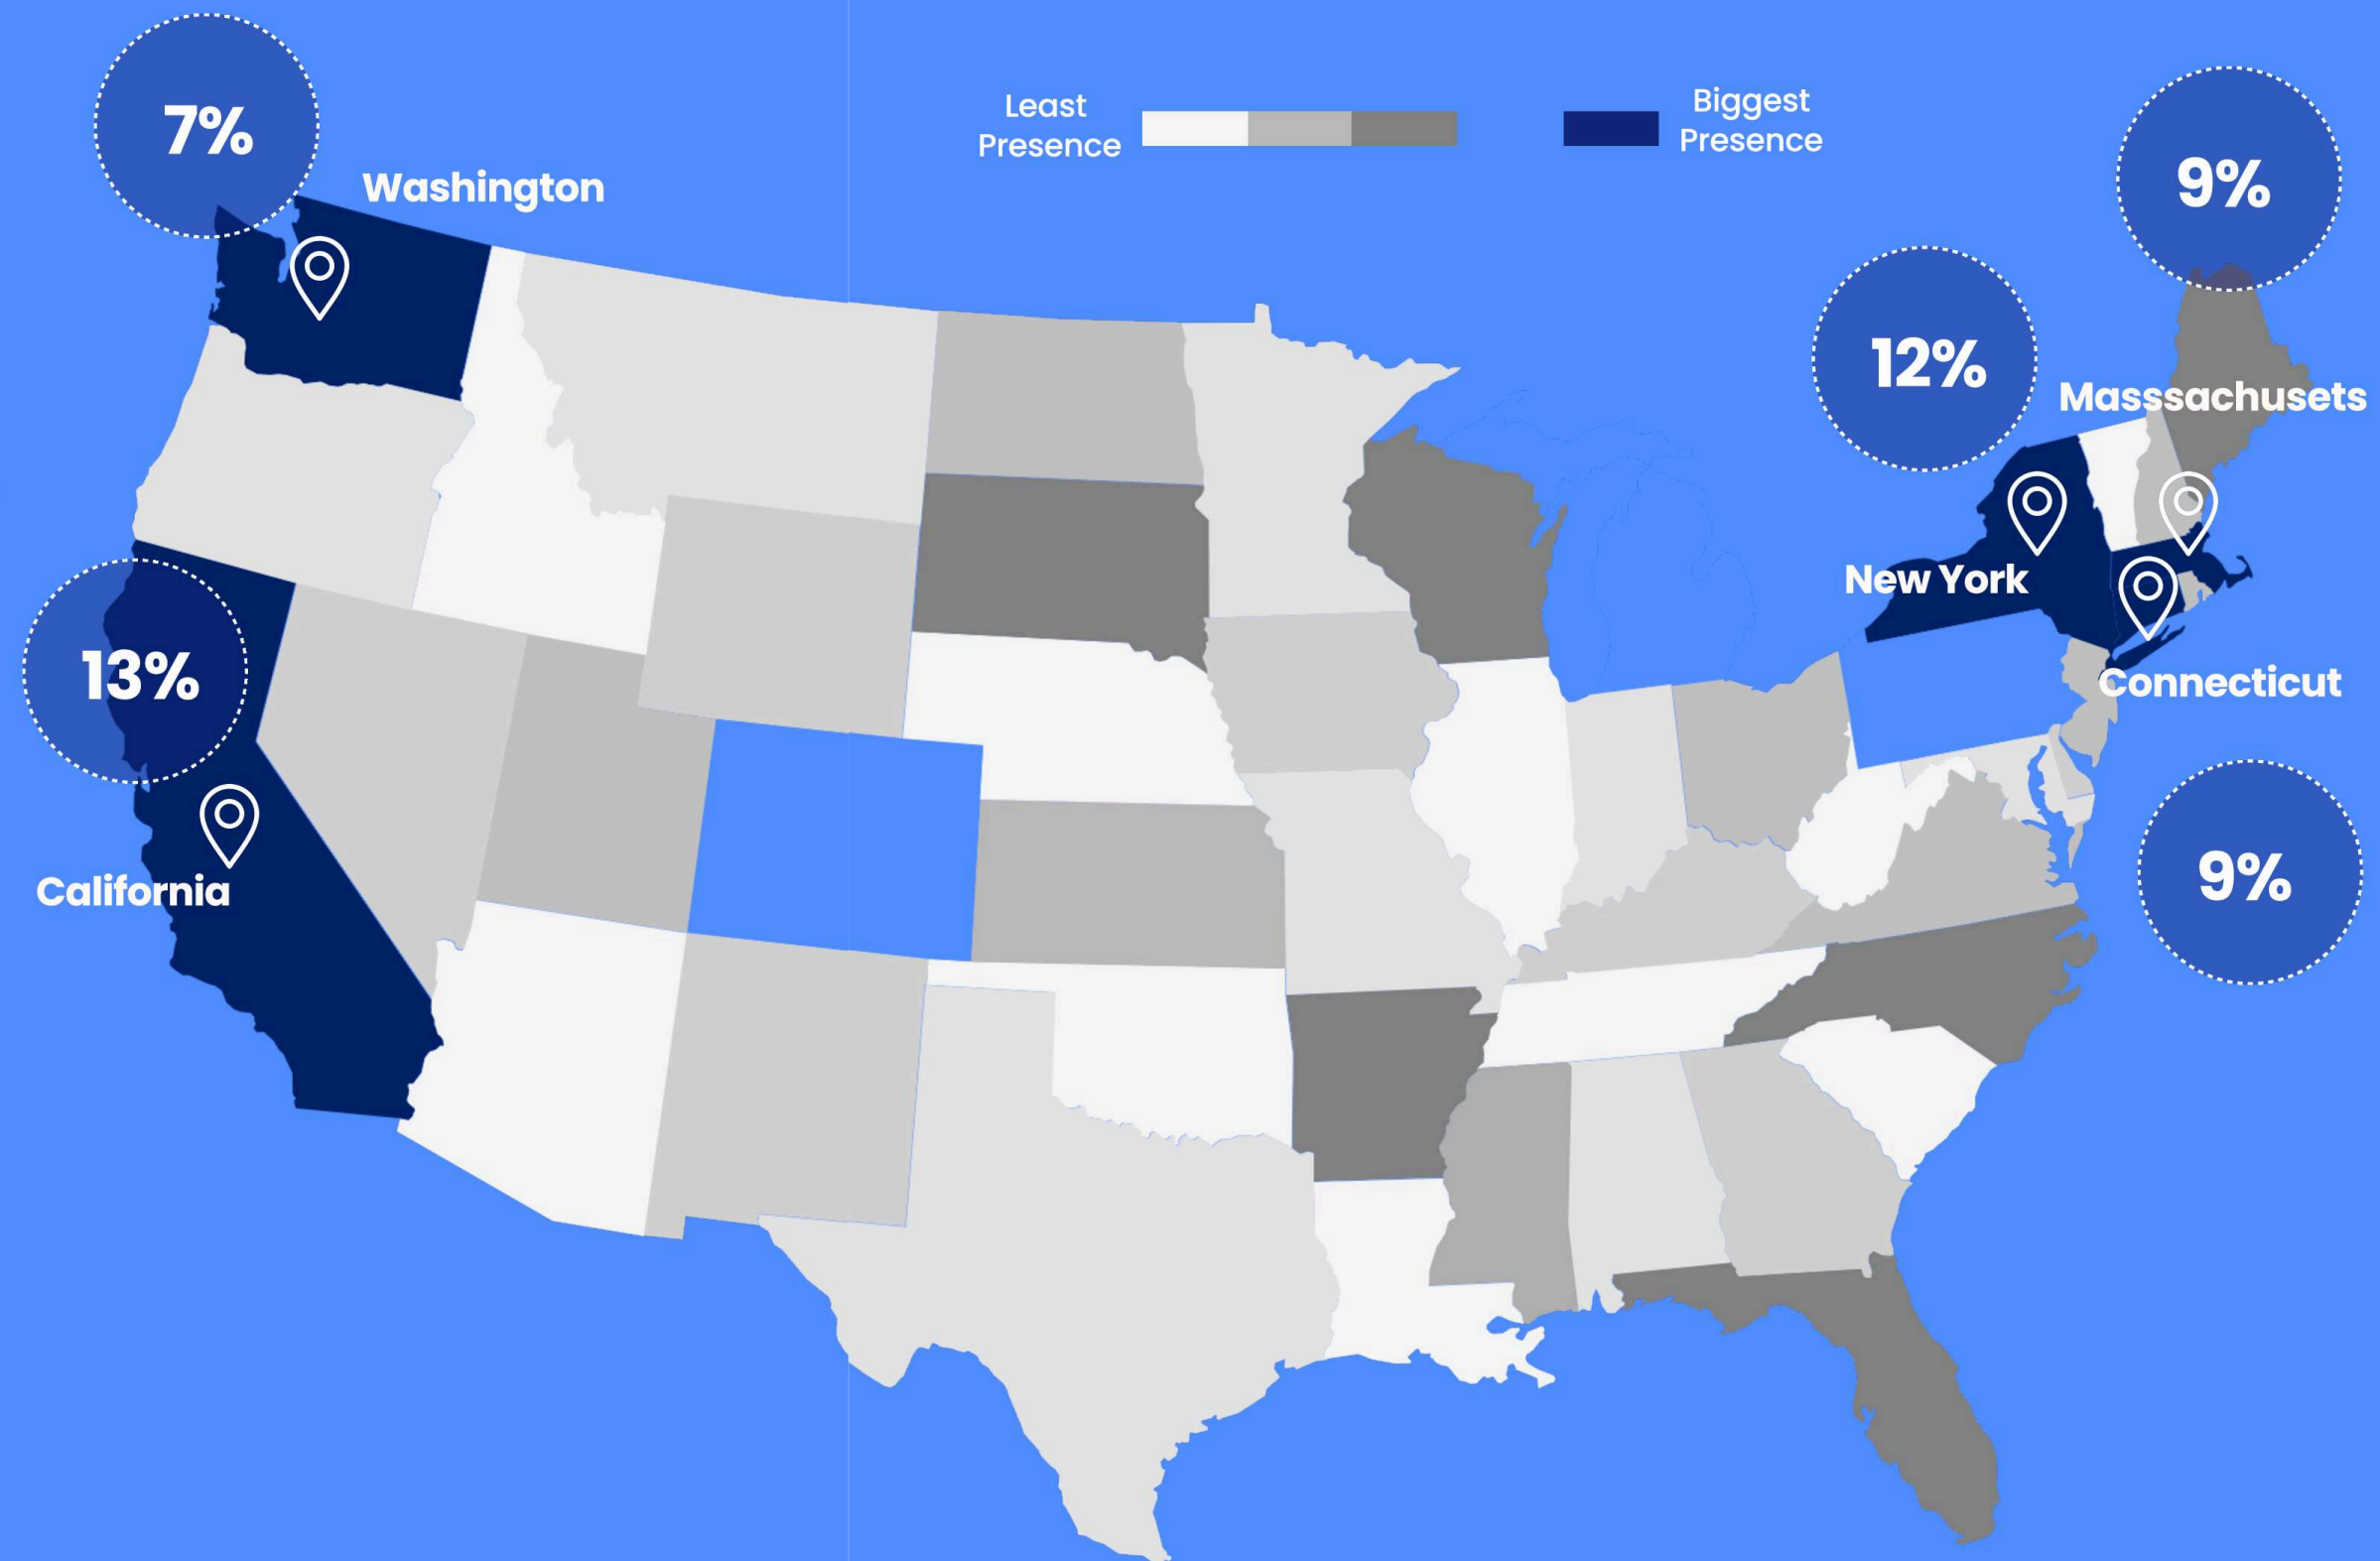 7%
Washington
Least
Presence
Biggest
Presence
9%
12%
Masssachusets
New York
13%
Connecticut
California
9%